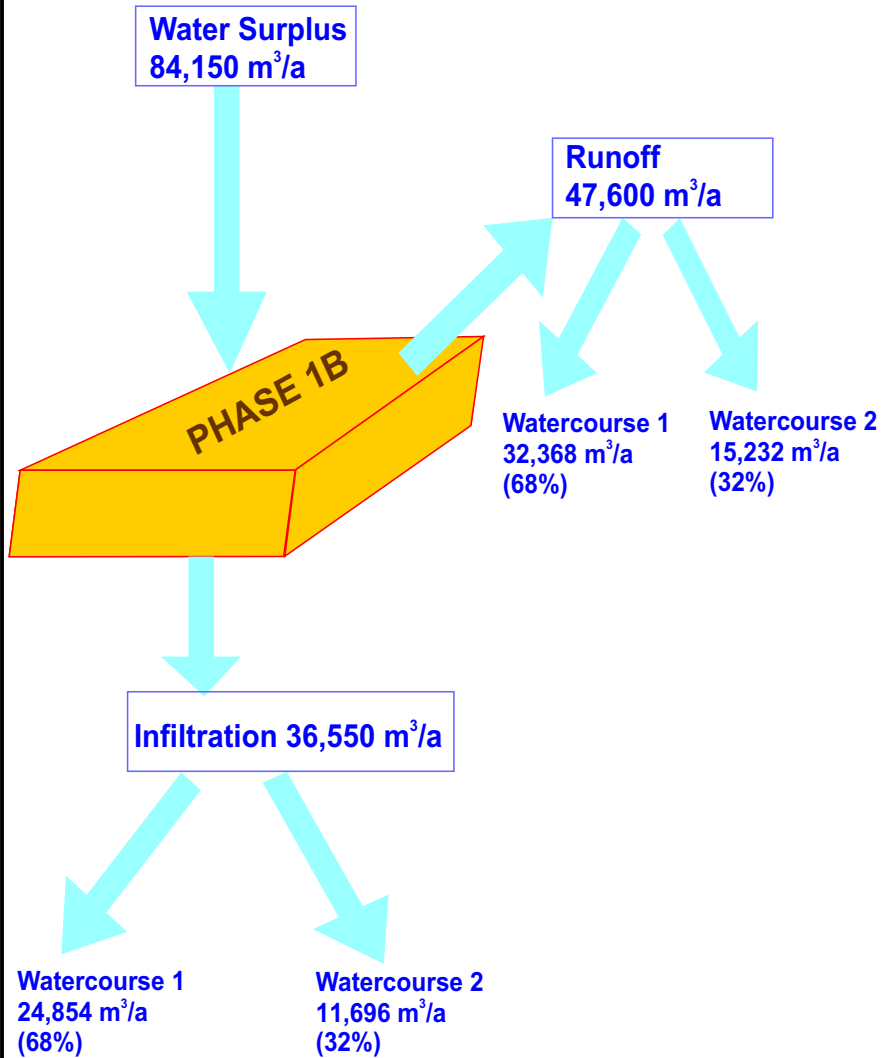 Water Surplus
84,150 m³/a
Runoff
47,600 m³/a
PHASE 1B
Watercourse 1
32,368 m³/a
(68%)
Watercourse 2
15,232 m³/a
(32%)
Infiltration 36,550 m³/a
Watercourse 1
24,854 m³/a
(68%)
Watercourse 2
11,696 m³/a
(32%)